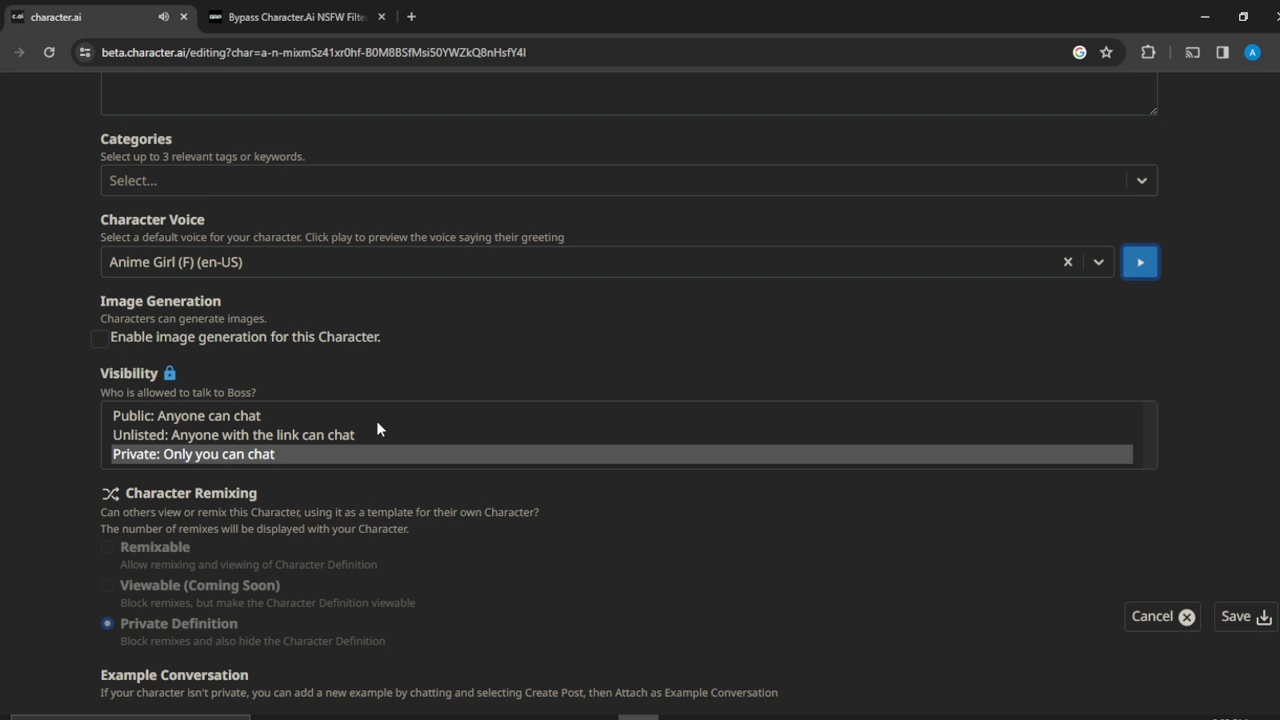 character.ai
Bypass Character.Ai NSFW Filte
beta.character.ai/editing?char=a-n-mixmSz41xr0hf-B0M8BSfMsi50YWZkQ8nHsfY4I
A
Categories
Select up to 3 relevant tags or keywords.
Select...
Character Voice
Select a default voice for your character. Click play to preview the voice saying their greeting
Anime Girl (F) (en-US)
Image Generation
Characters can generate images.
Enable image generation for this Character.
Visibility
Who is allowed to talk to Boss?
Public: Anyone can chat
Unlisted: Anyone with the link can chat
Private: Only you can chat
Character Remixing
Can others view or remix this Character, using it as a template for their own Character?
The number of remixes will be displayed with your Character.
Remixable
Allow remixing and viewing of Character Definition
Viewable (Coming Soon)
Block remixes, but make the Character Definition viewable
Private Definition
Block remixes and also hide the Character Definition
Cancel
Save
Example Conversation
If your character isn't private, you can add a new example by chatting and selecting Create Post, then Attach as Example Conversation